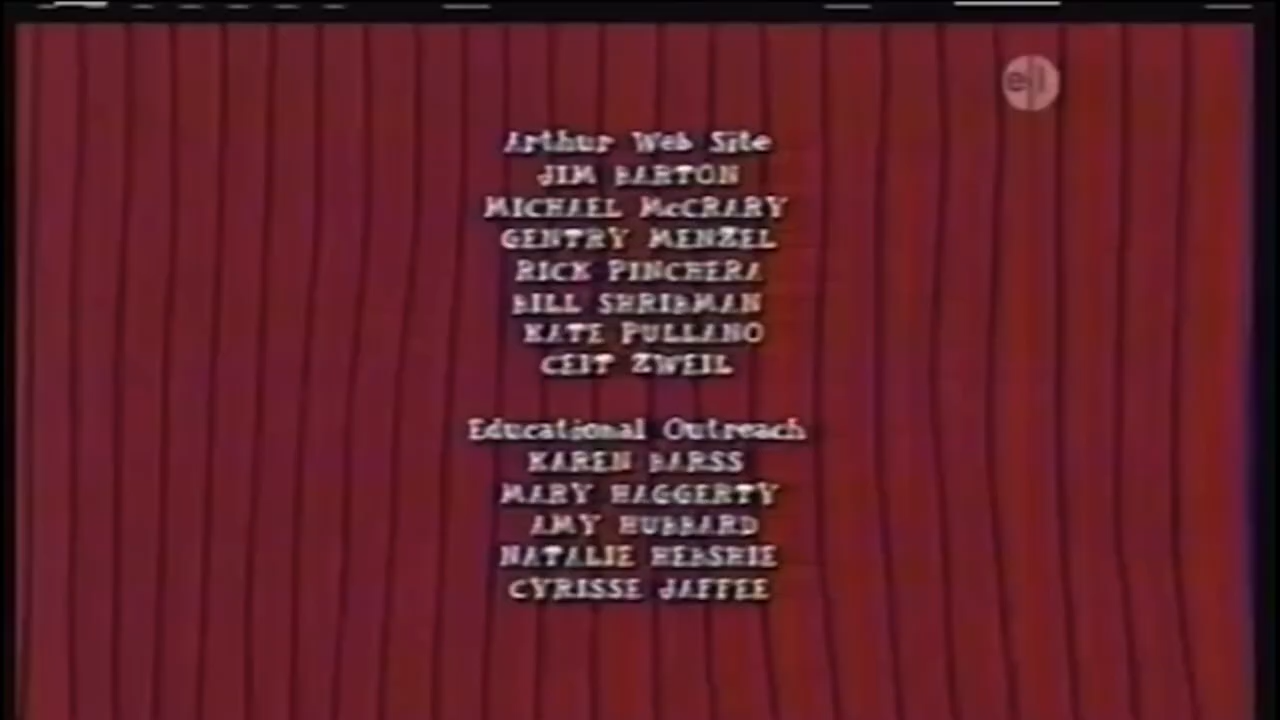 e//
Arthur Web Site
JIM BARTON
MICHAEL McCRARY
GENTRY MENZEL
RICK PINCHERA
BILL SHRIBMAN
KATE PULLANO
CEIT ZWEIL
Educational Outreach
KAREN BARSS
MARY HAGGERTY
AMY HUBBARD
NATALIE HEBSHIE
CYRISSE JAFFEE